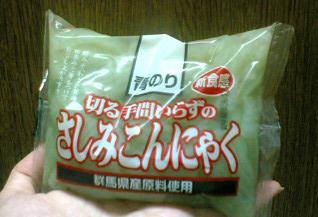 青のり
新食感
切る手間いらずの
さしみこんにゃく
群馬県産原料使用